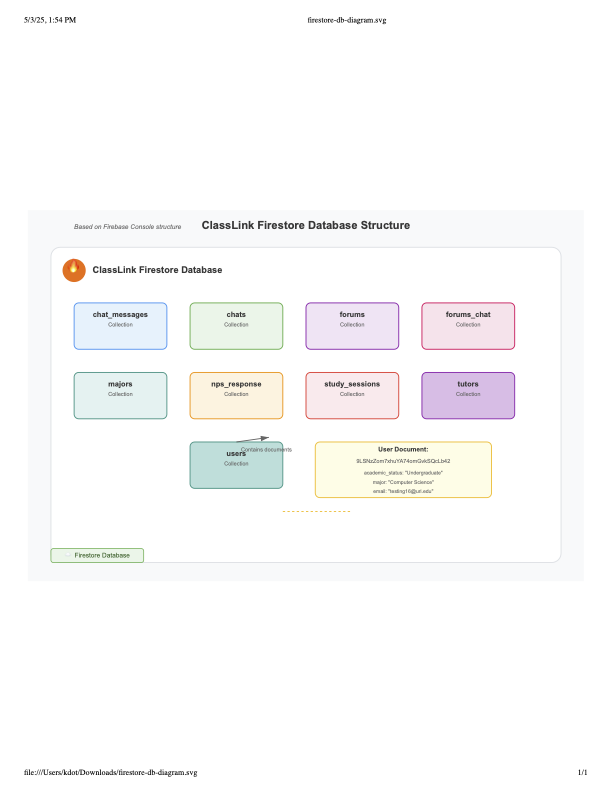 5/3/25, 1:54 PM
firestore-db-diagram.svg
Based on Firebase Console structure
ClassLink Firestore Database Structure
ClassLink Firestore Database
chat_messages
Collection
chats
Collection
forums
Collection
forums_chat
Collection
majors
Collection
nps_response
Collection
study_sessions
Collection
tutors
Collection
Contains documents
users
Collection
User Document:
academic_status: "Undergraduate"
major: "Computer Science"
email: "testing16@uri.edu"
Firestore Database
file:///Users/kdot/Downloads/firestore-db-diagram.svg
1/1